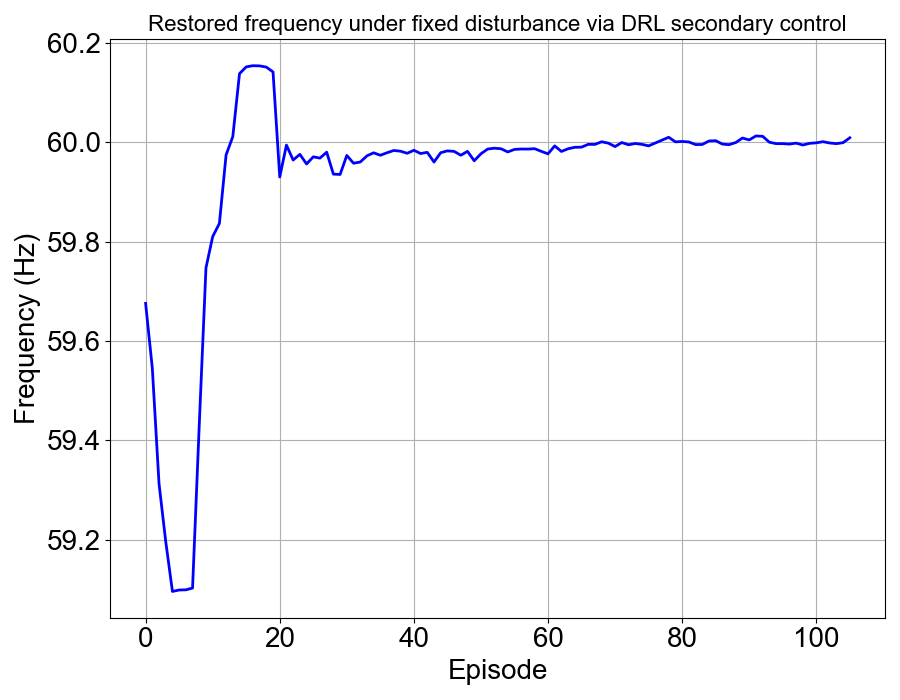 Restored frequency under fixed disturbance via DRL secondary control
60.2
60.0
59.8
59.6
59.4
59.2
Frequency (Hz)
0 20 40 60 80 100
Episode